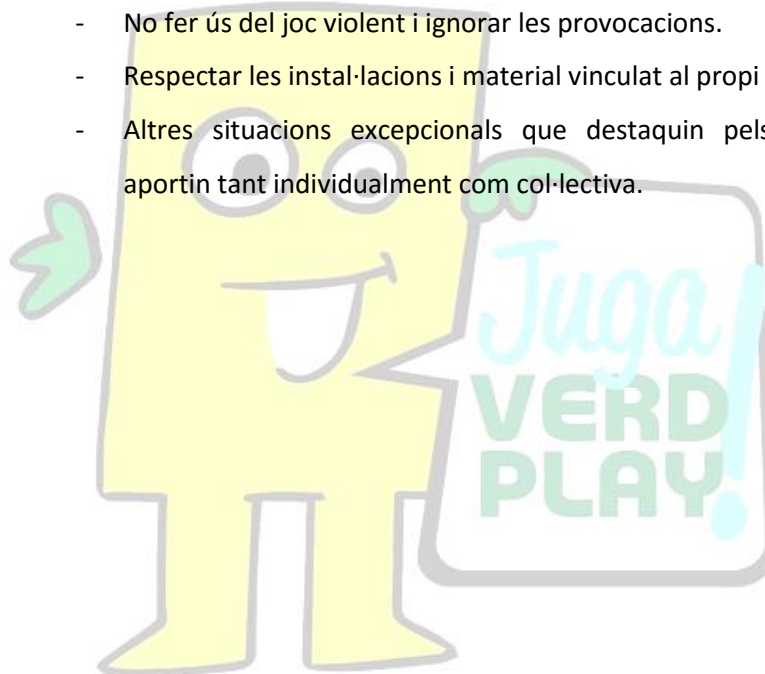 - No fer ús del joc violent i ignorar les provocacions.
- Respectar les instal·lacions i material vinculat al propi
- Altres situacions excepcionals que destaquin pels
aportin tant individualment com col·lectiva.
Juga
VERD
PLAY!